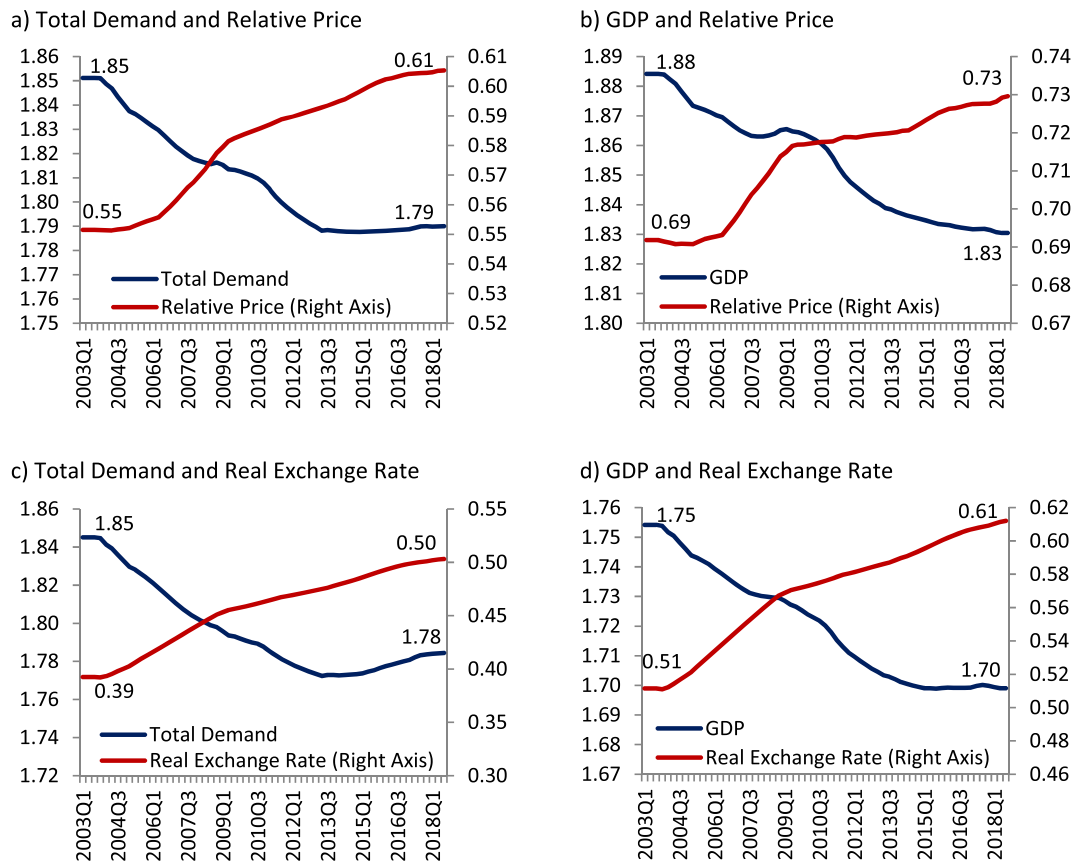 a) Total Demand and Relative Price
1.86
1.85
1.84
1.83
1.82
1.81
1.80
1.79
1.78
1.77
1.76
1.75
0.61
0.60
0.59
0.58
0.57
0.56
0.55
0.54
0.53
0.52
1.85
0.61
0.55
1.79
Total Demand
Relative Price (Right Axis)
2003Q1
2004Q3
2006Q1
2007Q3
2009Q1
2010Q3
2012Q1
2013Q3
2015Q1
2016Q3
2018Q1
b) GDP and Relative Price
1.89
1.88
1.87
1.86
1.85
1.84
1.83
1.82
1.81
1.80
0.74
0.73
0.72
0.71
0.70
0.69
0.68
0.67
1.88
0.73
0.69
1.83
GDP
Relative Price (Right Axis)
2003Q1
2004Q3
2006Q1
2007Q3
2009Q1
2010Q3
2012Q1
2013Q3
2015Q1
2016Q3
2018Q1
c) Total Demand and Real Exchange Rate
1.86
1.84
1.82
1.80
1.78
1.76
1.74
1.72
0.55
0.50
0.45
0.40
0.35
0.30
1.85
0.50
0.39
1.78
Total Demand
Real Exchange Rate (Right Axis)
2003Q1
2004Q3
2006Q1
2007Q3
2009Q1
2010Q3
2012Q1
2013Q3
2015Q1
2016Q3
2018Q1
d) GDP and Real Exchange Rate
1.76
1.75
1.74
1.73
1.72
1.71
1.70
1.69
1.68
1.67
0.62
0.60
0.58
0.56
0.54
0.52
0.50
0.48
0.46
1.75
0.61
0.51
1.70
GDP
Real Exchange Rate (Right Axis)
2003Q1
2004Q3
2006Q1
2007Q3
2009Q1
2010Q3
2012Q1
2013Q3
2015Q1
2016Q3
2018Q1